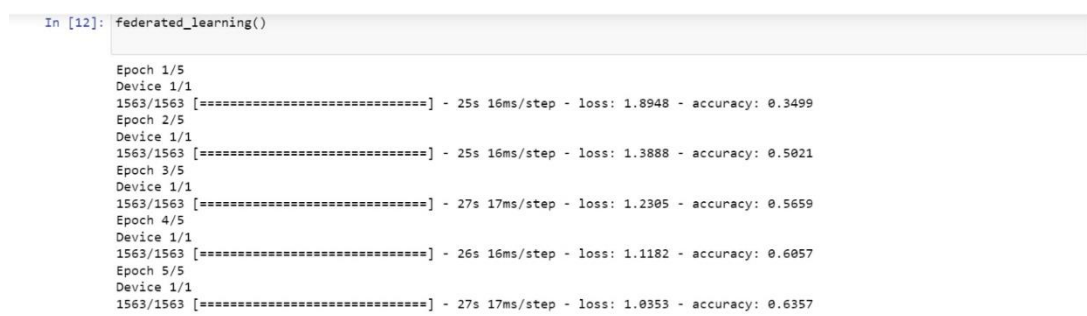 In [12]: federated_learning()
Epoch 1/5
Device 1/1
1563/1563 [==============================] - 25s 16ms/step - loss: 1.8948 - accuracy: 0.3499
Epoch 2/5
Device 1/1
1563/1563 [==============================] - 25s 16ms/step - loss: 1.3888 - accuracy: 0.5021
Epoch 3/5
Device 1/1
1563/1563 [==============================] - 27s 17ms/step - loss: 1.2305 - accuracy: 0.5659
Epoch 4/5
Device 1/1
1563/1563 [==============================] - 26s 16ms/step - loss: 1.1182 - accuracy: 0.6057
Epoch 5/5
Device 1/1
1563/1563 [==============================] - 27s 17ms/step - loss: 1.0353 - accuracy: 0.6357